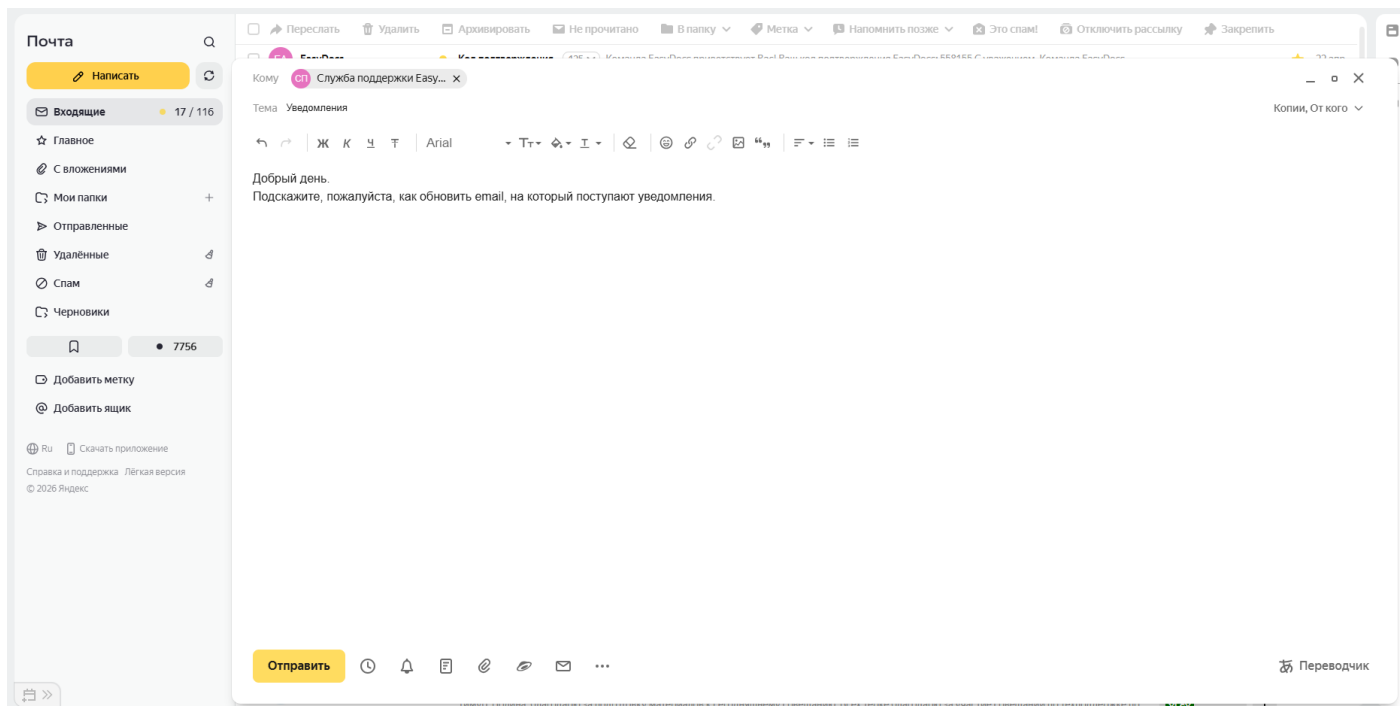 Почта
Написать
Входящие 17 / 116
Главное
С вложениями
Мои папки
Отправленные
Удалённые
Спам
Черновики
7756
Добавить метку
Добавить ящик
Ru Скачать приложение
Справка и поддержка Лёгкая версия
© 2026 Яндекс
Переслать Удалить Архивировать Не прочитано В папку Метка Напомнить позже Это спам! Отключить рассылку Закрепить
Кому СП Служба поддержки Easy...
Тема Уведомления
Копии, От кого
Ж К Ч Т Arial
Добрый день.
Подскажите, пожалуйста, как обновить email, на который поступают уведомления.
Отправить
Переводчик